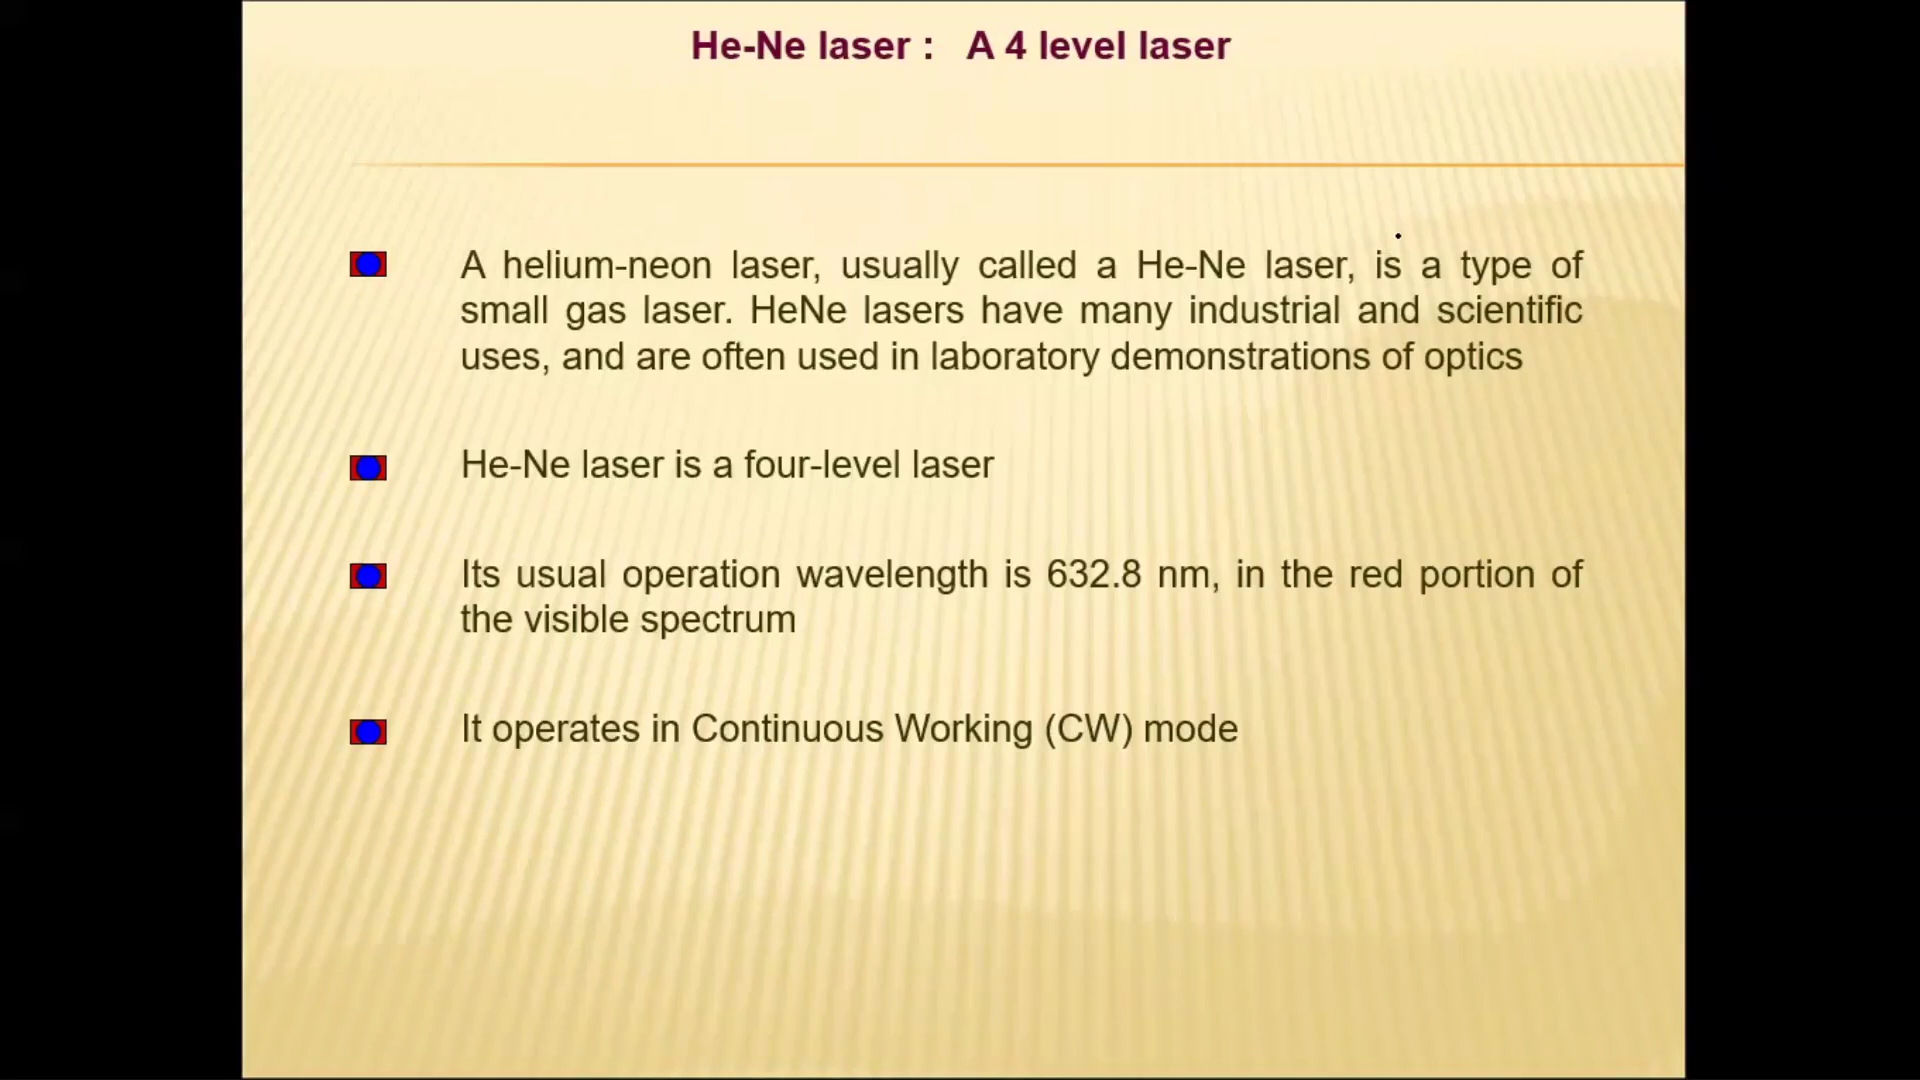 He-Ne laser : A 4 level laser
A helium-neon laser, usually called a He-Ne laser, is a type of
small gas laser. HeNe lasers have many industrial and scientific
uses, and are often used in laboratory demonstrations of optics
He-Ne laser is a four-level laser
Its usual operation wavelength is 632.8 nm, in the red portion of
the visible spectrum
It operates in Continuous Working (CW) mode